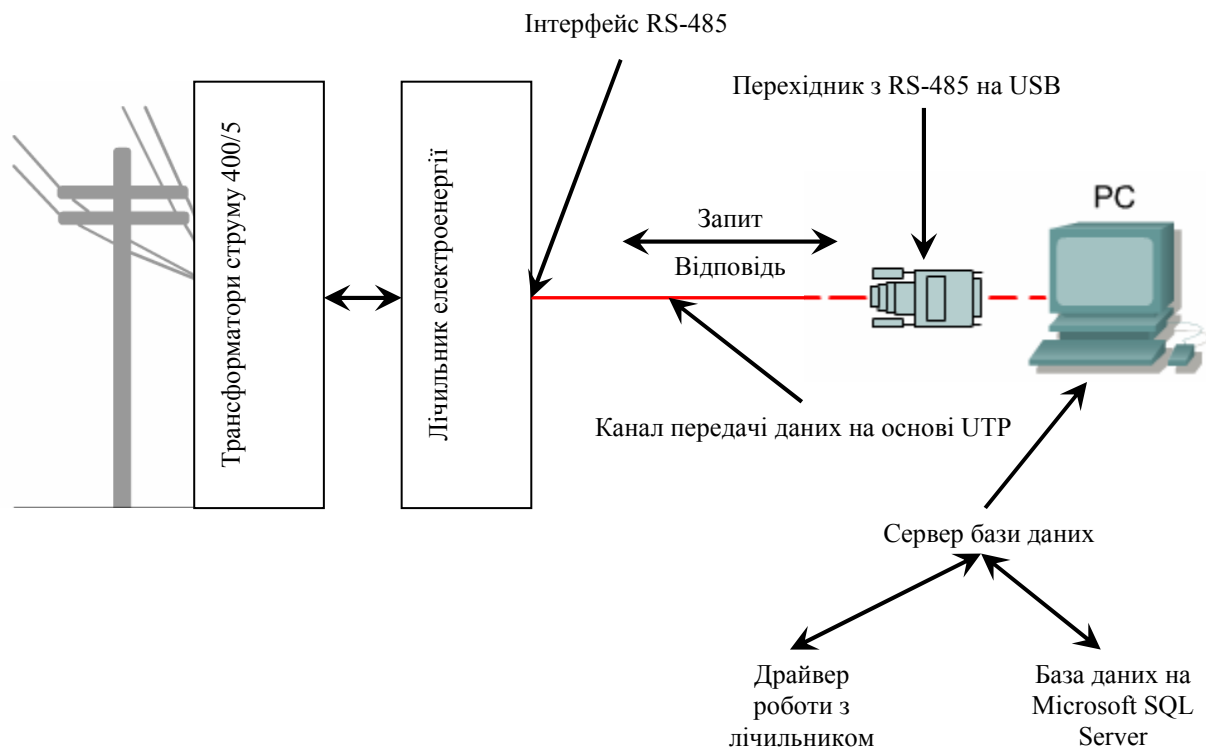 Інтерфейс RS-485
Перехідник з RS-485 на USB
Трансформатори струму 400/5
Лічильник електроенергії
PC
Запит
Відповідь
Канал передачі даних на основі UTP
Сервер бази даних
Драйвер
роботи з
лічильником
База даних на
Microsoft SQL
Server